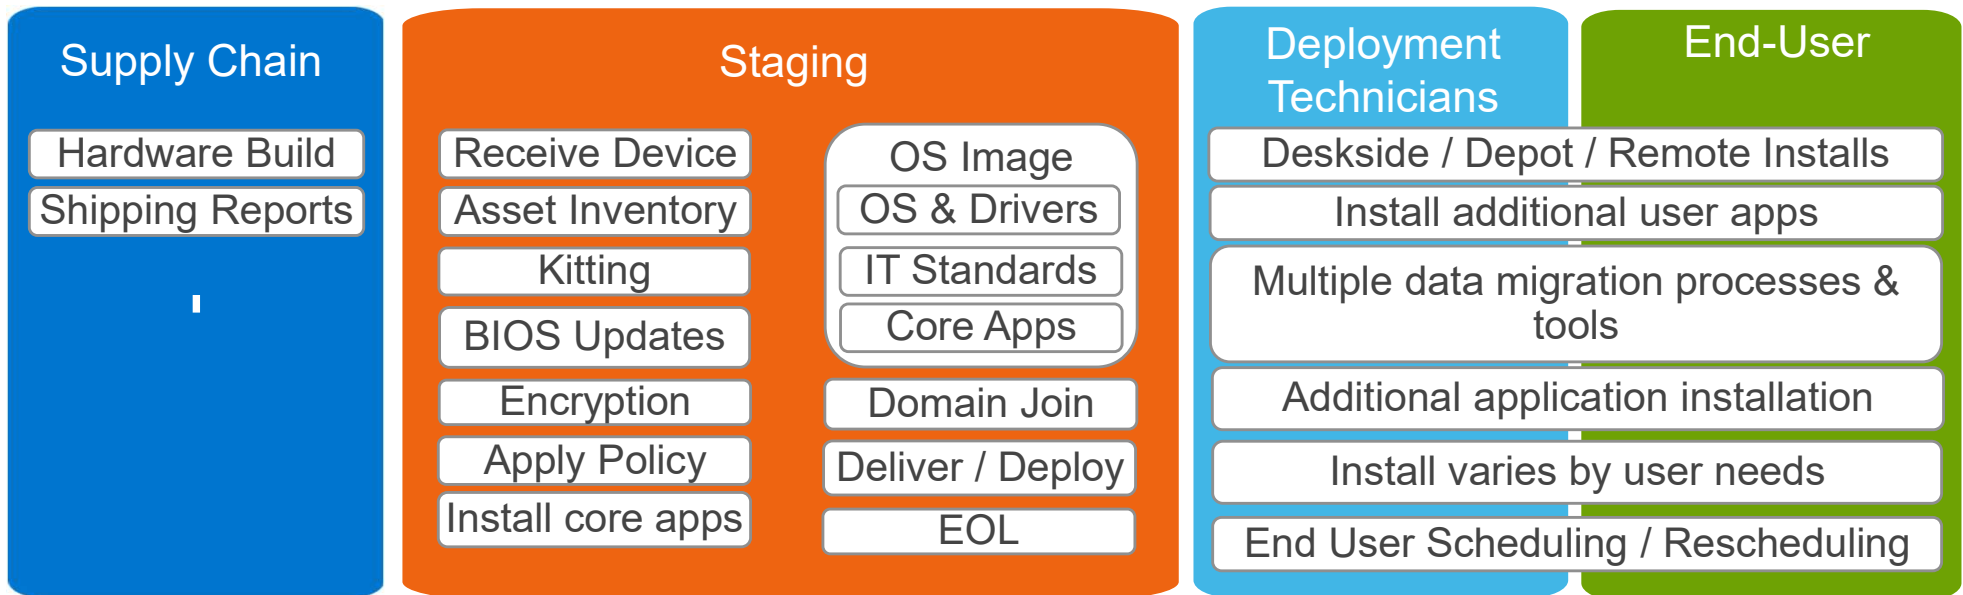 Supply Chain
Hardware Build
Shipping Reports
Staging
Receive Device
Asset Inventory
Kitting
BIOS Updates
Encryption
Apply Policy
Install core apps
OS Image
OS & Drivers
IT Standards
Core Apps
Domain Join
Deliver / Deploy
EOL
Deployment
Technicians
End-User
Deskside / Depot / Remote Installs
Install additional user apps
Multiple data migration processes &
tools
Additional application installation
Install varies by user needs
End User Scheduling / Rescheduling